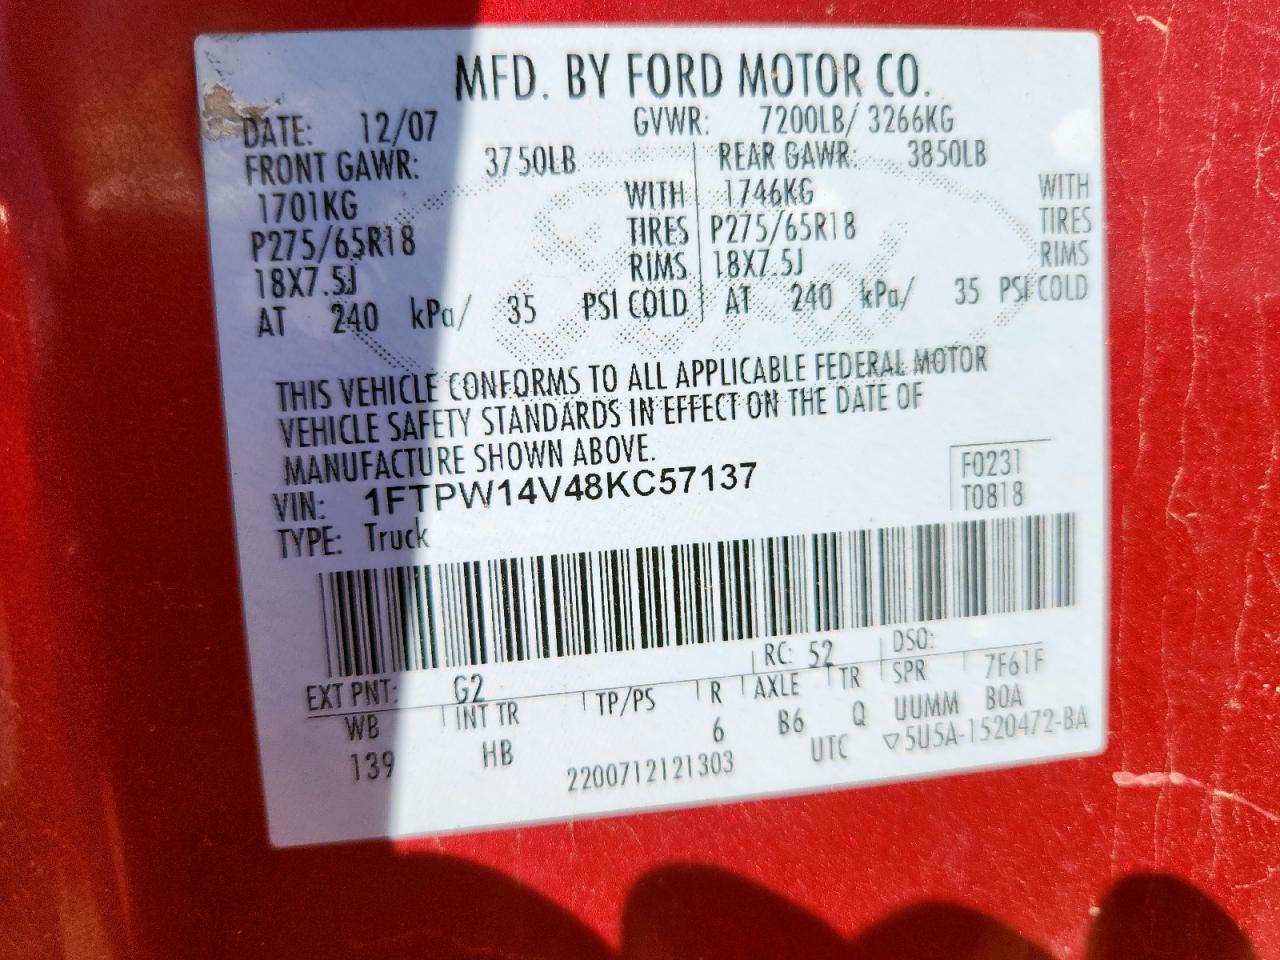 MFD. BY FORD MOTOR CO.
DATE: 12/07 GVWR: 7200LB/ 3266KG
FRONT GAWR: 3750LB REAR GAWR: 3850LB
1701KG WITH 1746KG WITH
P275/65R18 TIRES P275/65R18 TIRES
18X7.5J RIMS 18X7.5J RIMS
AT 240 kPa/ 35 PSI COLD AT 240 kPa/ 35 PSI COLD
THIS VEHICLE CONFORMS TO ALL APPLICABLE FEDERAL MOTOR
VEHICLE SAFETY STANDARDS IN EFFECT ON THE DATE OF
MANUFACTURE SHOWN ABOVE.
VIN: 1FTPW14V48KC57137 F0231
TYPE: Truck T0818
EXT PNT: G2 RC: 52 DSO:
WB INT TR TP/PS R AXLE TR SPR 7F61F
139 HB 6 B6 Q UUMM B0A
2200712121303 UTC ▽5U5A-1520472-BA